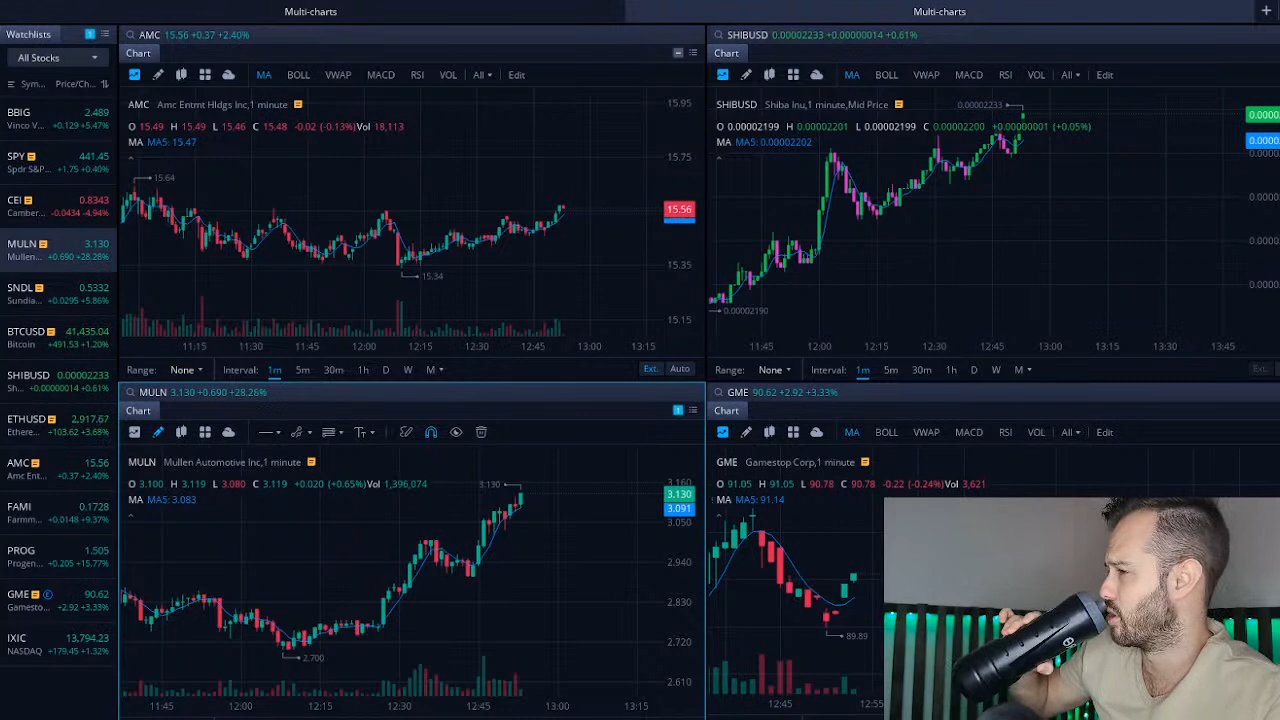 Multi-charts
Multi-charts
+
Watchlists 1
All Stocks
Sym... Price/Ch...
BBIG 2.489
Vinco V... +0.129 +5.47%
SPY 441.45
Spdr S&P... +1.75 +0.40%
CEI 0.8343
Camber... -0.0434 -4.94%
MULN 3.130
Mullen... +0.690 +28.28%
SNDL 0.5332
Sundia... +0.0295 +5.86%
BTCUSD 41,435.04
Bitcoin +491.53 +1.20%
SHIBUSD 0.00002233
Sh... +0.00000014 +0.61%
ETHUSD 2,917.67
Ethere... +103.62 +3.68%
AMC 15.56
Amc Ent... +0.37 +2.40%
FAMI 0.1728
Farmm... +0.0148 +9.37%
PROG 1.505
Progen... +0.205 +15.77%
GME E 90.62
Gamesto... +2.92 +3.33%
IXIC 13,794.23
NASDAQ +179.45 +1.32%
AMC 15.56 +0.37 +2.40%
Chart
MA BOLL VWAP MACD RSI VOL All Edit
AMC Amc Entmt Hldgs Inc,1 minute
O 15.49 H 15.49 L 15.46 C 15.48 -0.02 (-0.13%) Vol 18,113
MA MA5: 15.47
15.64
15.34
15.95
15.75
15.56
15.35
15.15
11:15 11:30 11:45 12:00 12:15 12:30 12:45 13:00 13:15
Range: None Interval: 1m 5m 30m 1h D W M Ext. Auto
SHIBUSD 0.00002233 +0.00000014 +0.61%
Chart
MA BOLL VWAP MACD RSI VOL All Edit
SHIBUSD Shiba Inu,1 minute,Mid Price
0.00002233
O 0.00002199 H 0.00002201 L 0.00002199 C 0.00002200 +0.00000001 (+0.05%)
MA MA5: 0.00002202
0.00002190
0.0000
0.0000
0.0000
0.0000
0.0000
0.0000
11:45 12:00 12:15 12:30 12:45 13:00 13:15 13:30 13:45
Range: None Interval: 1m 5m 30m 1h D W M Ext.
MULN 3.130 +0.690 +28.28%
Chart 1
MULN Mullen Automotive Inc,1 minute
O 3.100 H 3.119 L 3.080 C 3.119 +0.020 (+0.65%) Vol 1,396,074
MA MA5: 3.083
3.130
2.700
3.160
3.130
3.091
3.050
2.940
2.830
2.720
2.610
11:45 12:00 12:15 12:30 12:45 13:00 13:15
GME 90.62 +2.92 +3.33%
Chart
MA BOLL VWAP MACD RSI VOL All Edit
GME Gamestop Corp,1 minute
O 91.05 H 91.05 L 90.78 C 90.78 -0.22 (-0.24%) Vol 3,621
MA MA5: 91.14
89.89
12:45 12:55